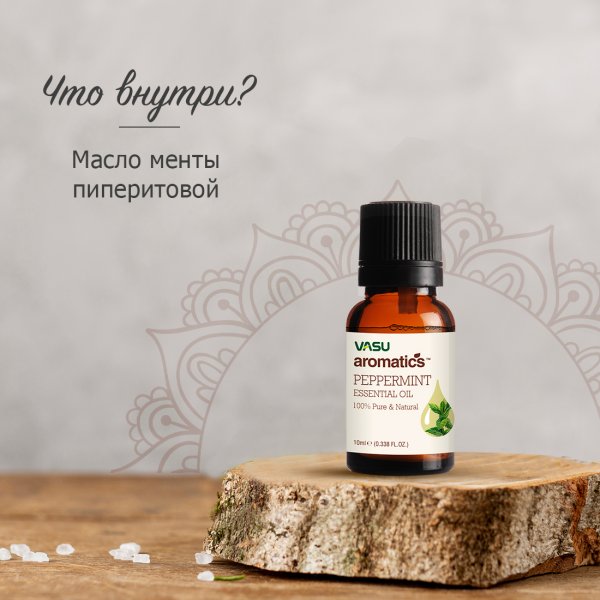 Что внутри?
Масло менты
пиперитовой
VASU
aromatics™
PEPPERMINT
ESSENTIAL OIL
100% Pure & Natural
10ml e (0.338 FL.OZ.)